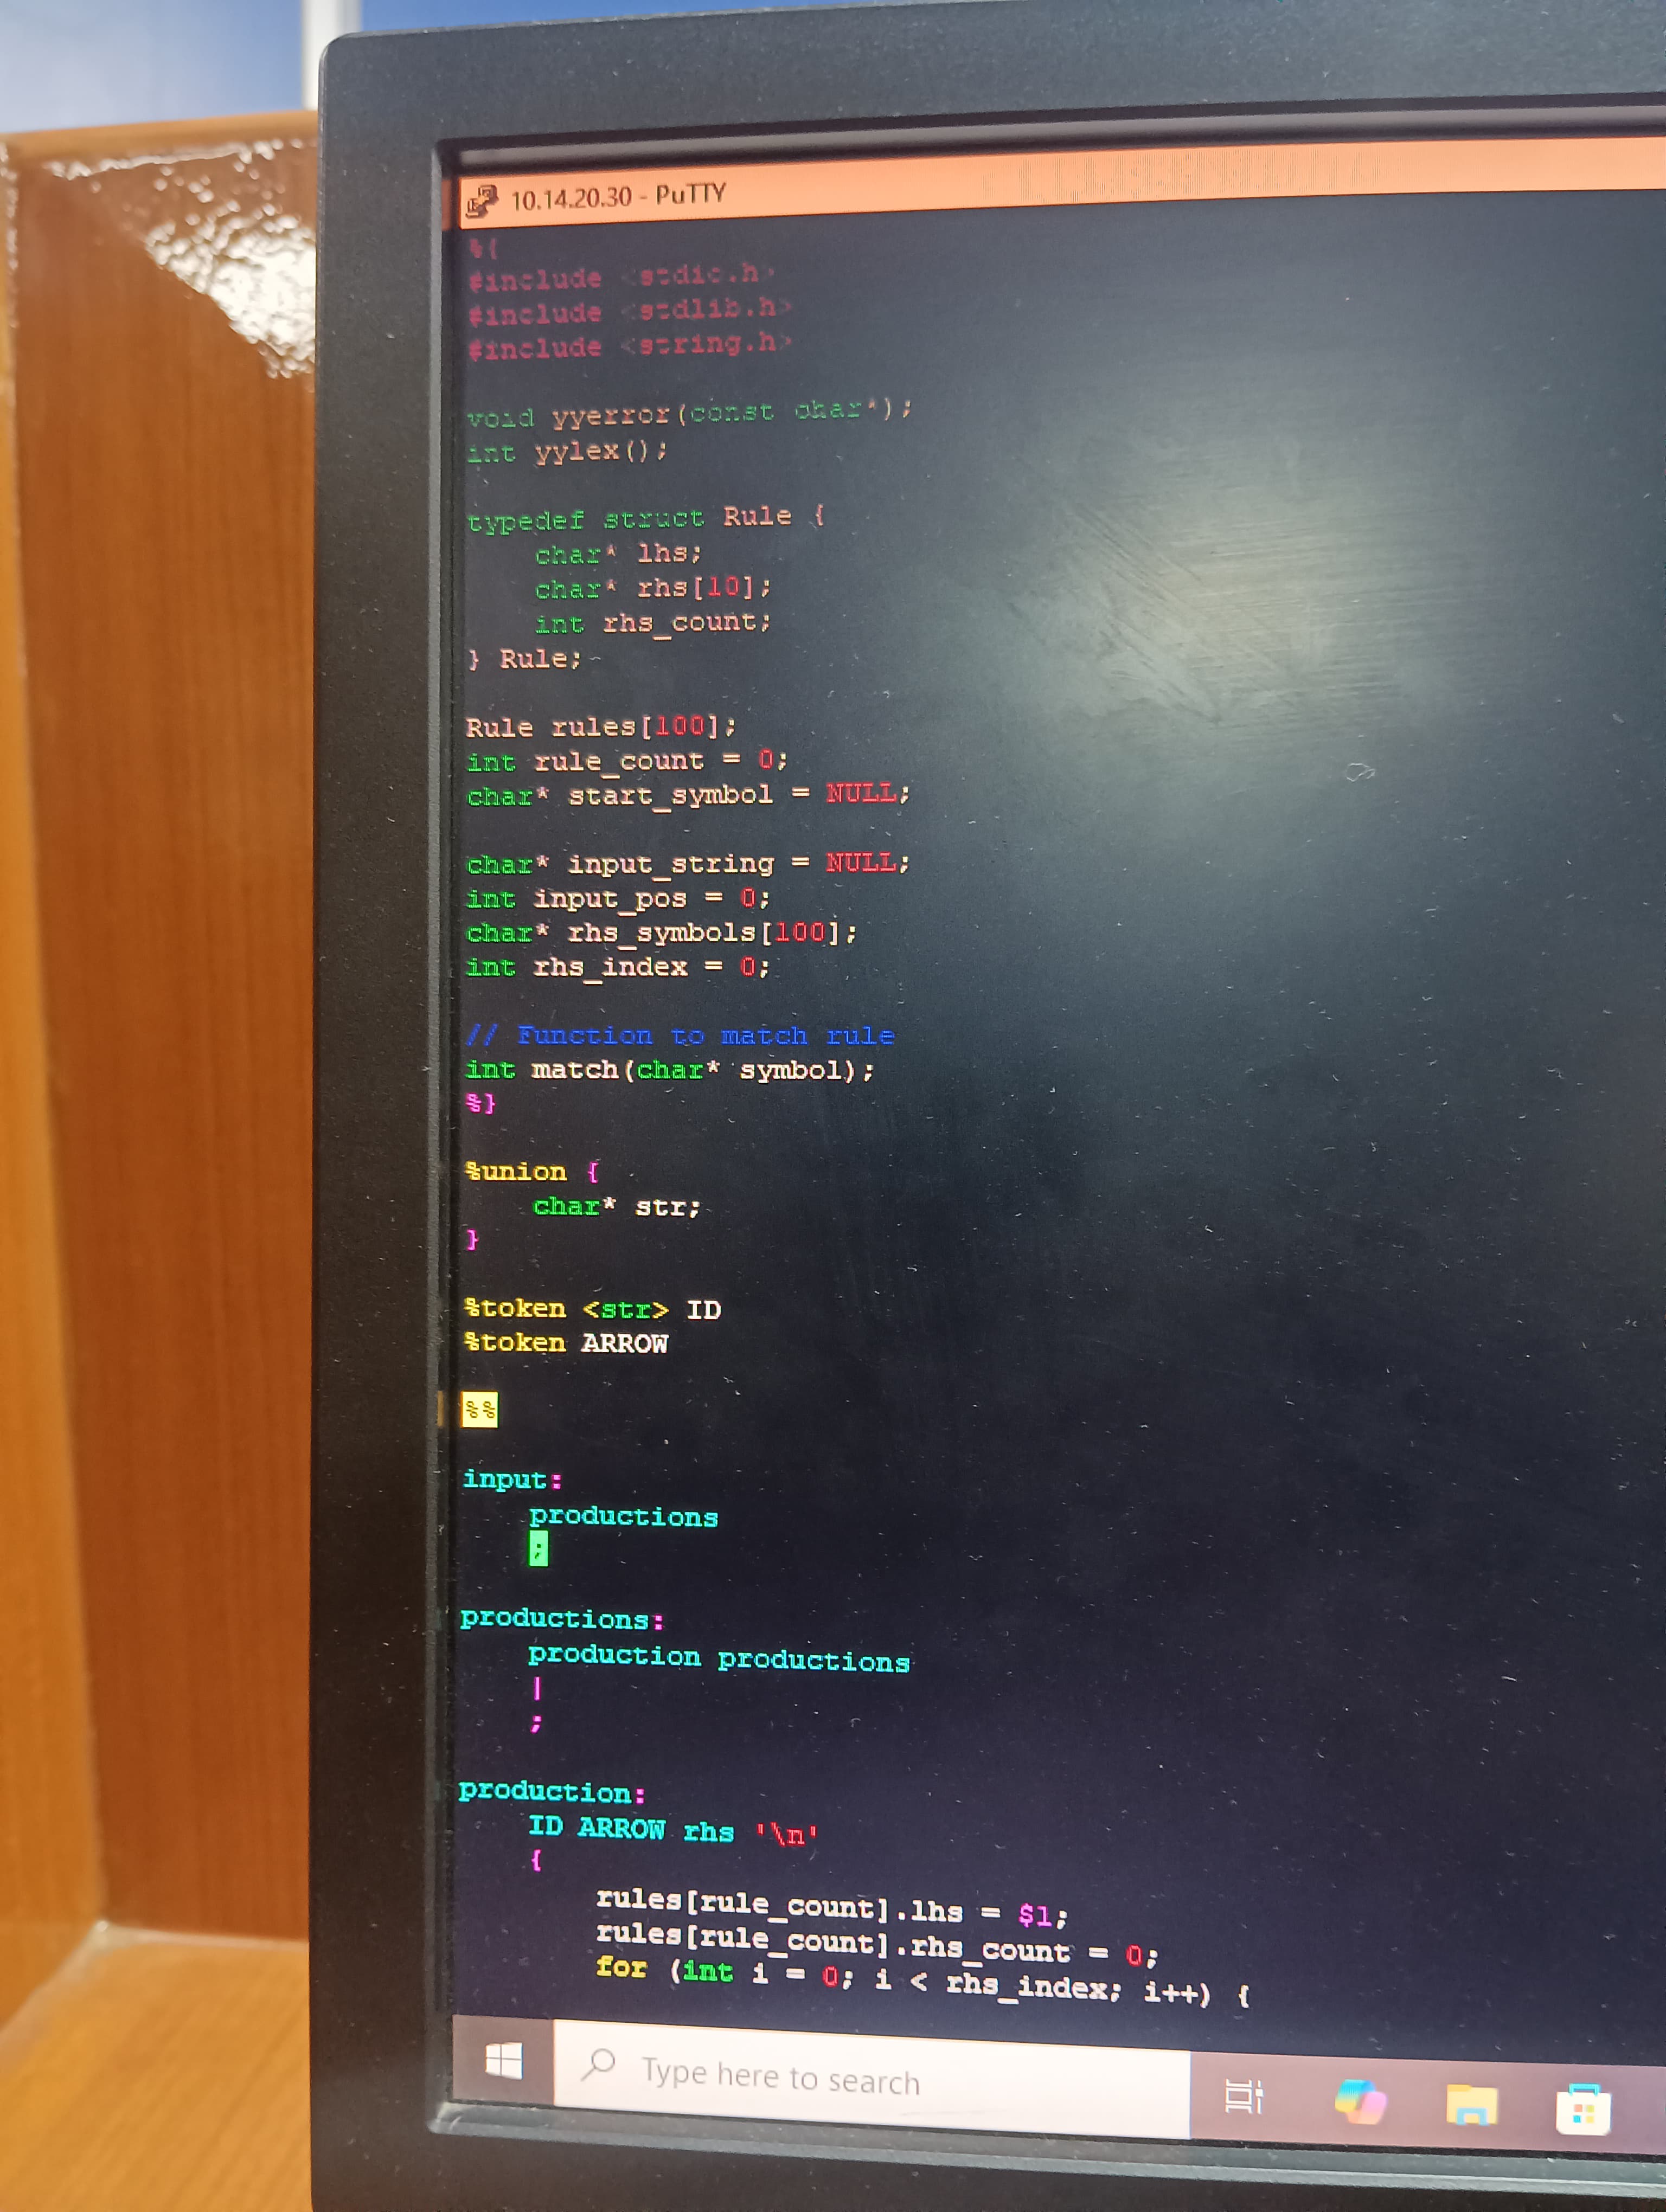 10.14.20.30 - PuTTY
%{
#include <stdio.h>
#include <stdlib.h>
#include <string.h>
void yyerror(const char*);
int yylex();
typedef struct Rule {
    char* lhs;
    char* rhs[10];
    int rhs_count;
} Rule;
Rule rules[100];
int rule_count = 0;
char* start_symbol = NULL;
char* input_string = NULL;
int input_pos = 0;
char* rhs_symbols[100];
int rhs_index = 0;
// Function to match rule
int match(char* symbol);
%}
%union {
    char* str;
}
%token <str> ID
%token ARROW
%%
input:
    productions
    ;
productions:
    production productions
    |
    ;
production:
    ID ARROW rhs '\n'
    {
        rules[rule_count].lhs = $1;
        rules[rule_count].rhs_count = 0;
        for (int i = 0; i < rhs_index; i++) {
Type here to search